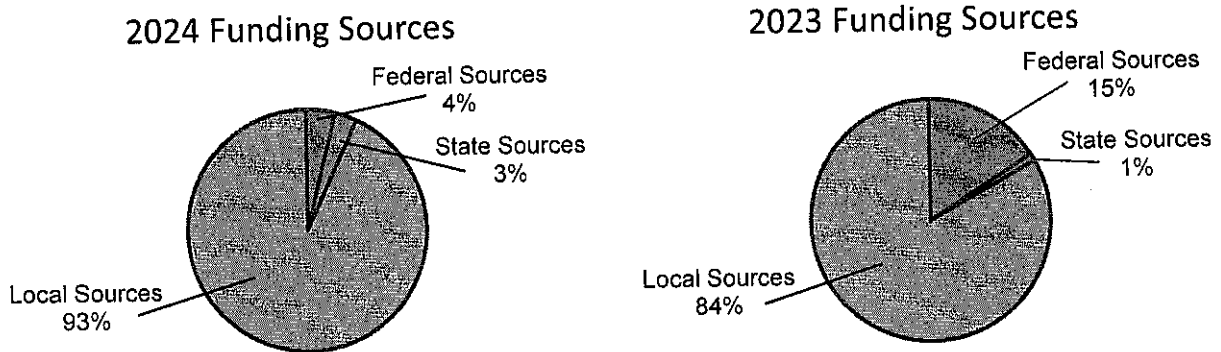 2024 Funding Sources
Federal Sources
4%
State Sources
3%
Local Sources
93%
2023 Funding Sources
Federal Sources
15%
State Sources
1%
Local Sources
84%